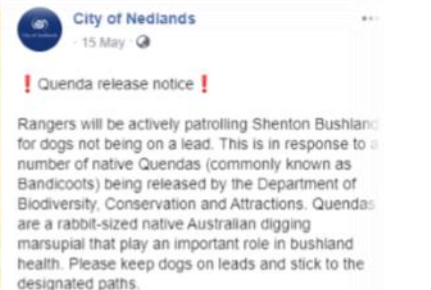 City of Nedlands
15 May
❗ Quenda release notice ❗
Rangers will be actively patrolling Shenton Bushland
for dogs not being on a lead. This is in response to a
number of native Quendas (commonly known as
Bandicoots) being released by the Department of
Biodiversity, Conservation and Attractions. Quendas
are a rabbit-sized native Australian digging
marsupial that play an important role in bushland
health. Please keep dogs on leads and stick to the
designated paths.